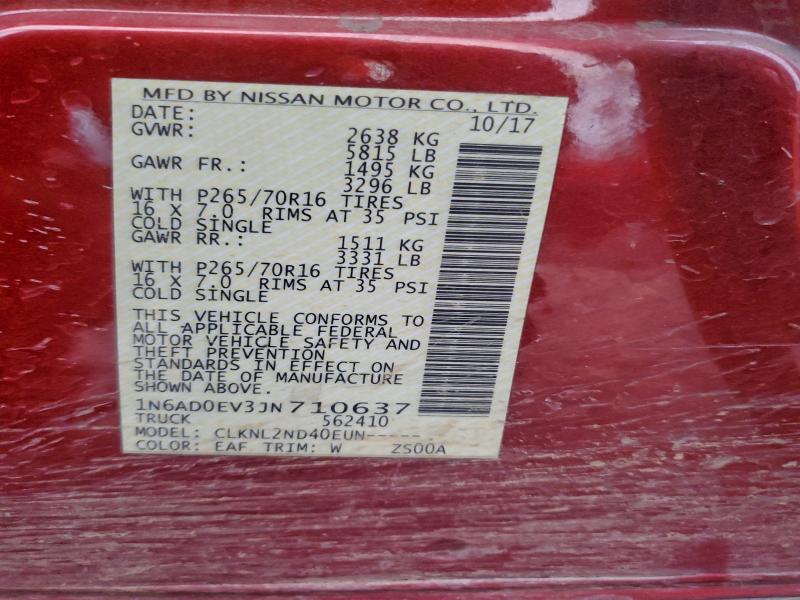 MFD BY NISSAN MOTOR CO., LTD.
DATE: 10/17
GVWR: 2638 KG
5815 LB
GAWR FR.: 1495 KG
3296 LB
WITH P265/70R16 TIRES
16 X 7.0 RIMS AT 35 PSI
COLD SINGLE
GAWR RR.: 1511 KG
3331 LB
WITH P265/70R16 TIRES
16 X 7.0 RIMS AT 35 PSI
COLD SINGLE
THIS VEHICLE CONFORMS TO
ALL APPLICABLE FEDERAL
MOTOR VEHICLE SAFETY AND
THEFT PREVENTION
STANDARDS IN EFFECT ON
THE DATE OF MANUFACTURE
SHOWN ABOVE.
1N6AD0EV3JN710637
TRUCK 562410
MODEL: CLKNL2ND40EUN-----
COLOR: EAF TRIM: W ZS00A